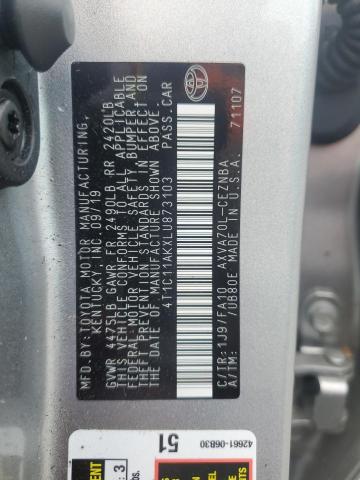 MFD.BY:TOYOTA MOTOR MANUFACTURING,
KENTUCKY, INC. 09/19
GVWR 4475LB GAWR FR 2490LB RR 2420LB
THIS VEHICLE CONFORMS TO ALL APPLICABLE
FEDERAL MOTOR VEHICLE SAFETY, BUMPER AND
THEFT PREVENTION STANDARDS IN EFFECT ON
THE DATE OF MANUFACTURE SHOWN ABOVE.
4T1C11AKXLU873103 PASS.CAR
C/TR:1J9/FA10 AXVA70L-CEZNBA
A/TM: /0B80E MADE IN U.S.A. 71107
42661-06B30
51
3